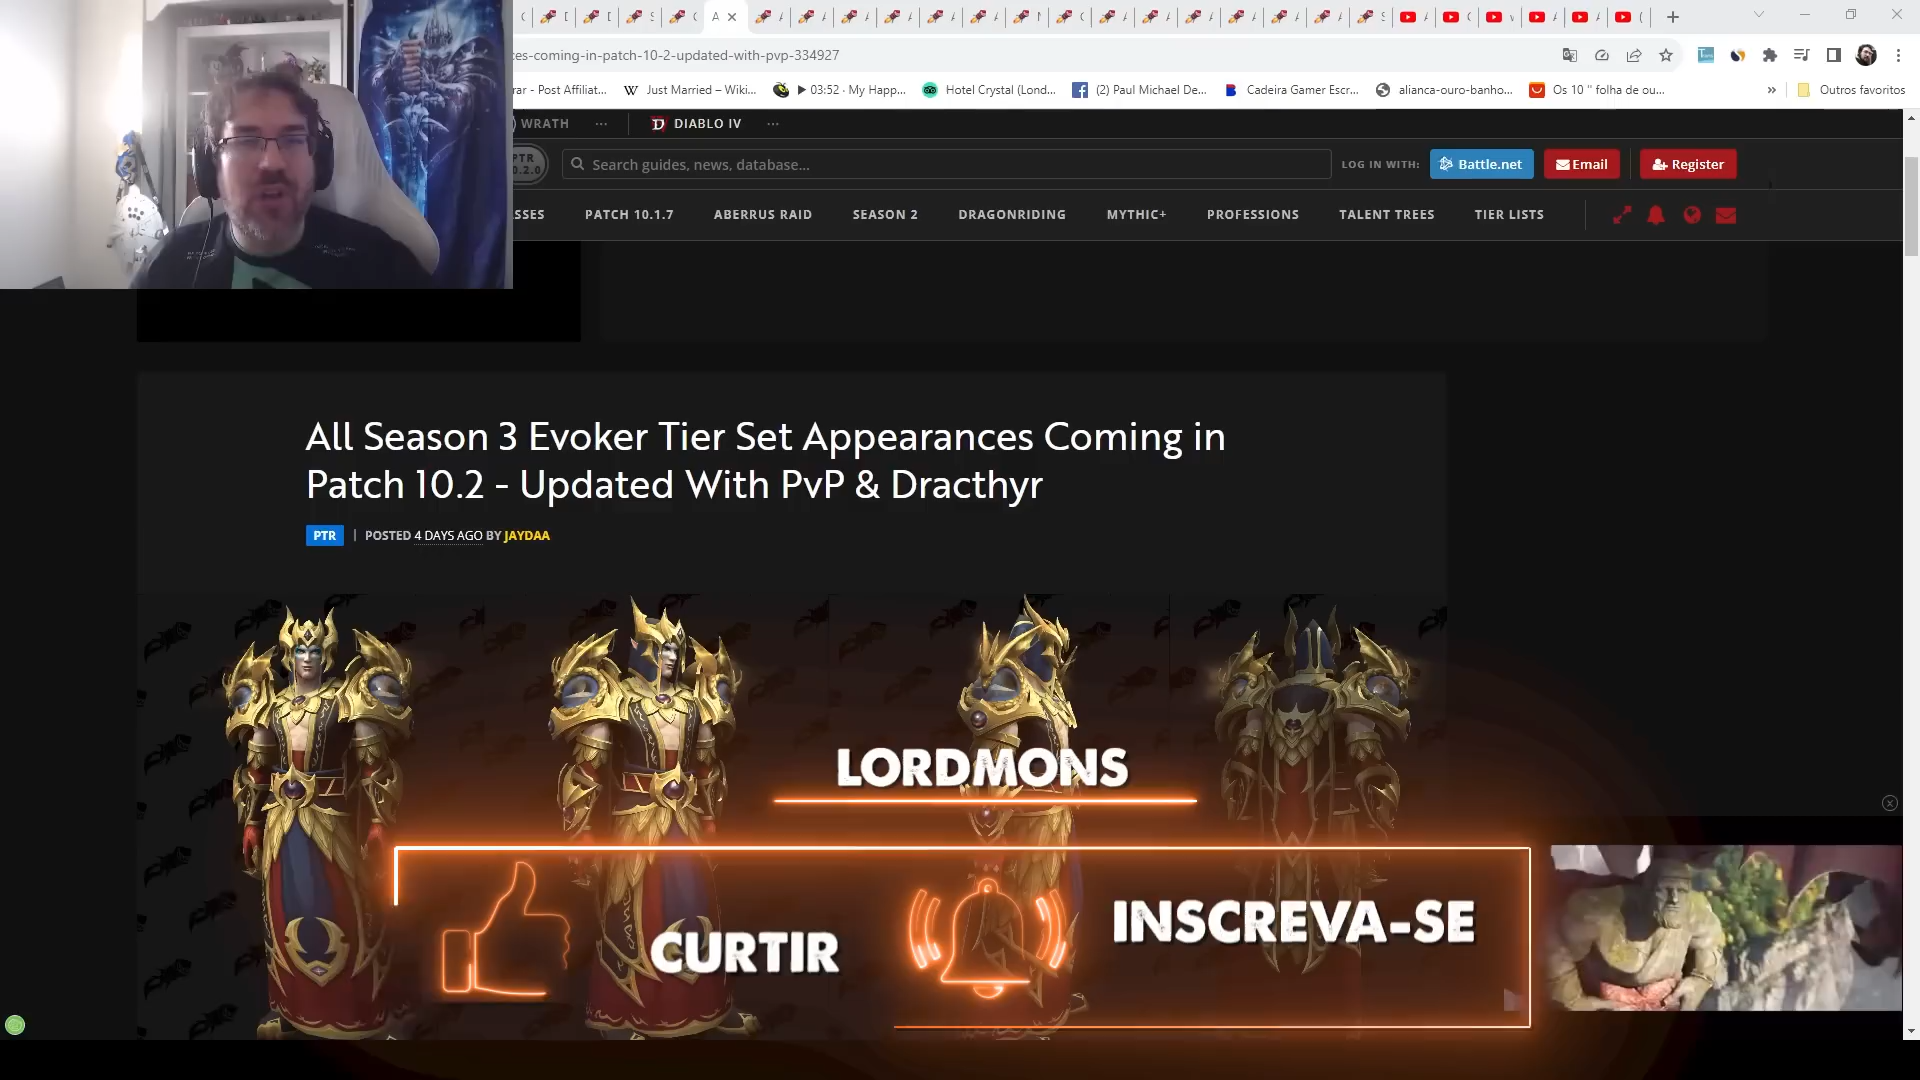 ces-coming-in-patch-10-2-updated-with-pvp-334927
rar - Post Affiliat...
Just Married – Wiki...
▶ 03:52 · My Happ...
Hotel Crystal (Lond...
(2) Paul Michael De...
Cadeira Gamer Escr...
alianca-ouro-banho...
Os 10 " folha de ou...
»
Outros favoritos
WRATH ...
DIABLO IV ...
PTR
Search guides, news, database...
LOG IN WITH:
Battle.net
Email
Register
SSES
PATCH 10.1.7
ABERRUS RAID
SEASON 2
DRAGONRIDING
MYTHIC+
PROFESSIONS
TALENT TREES
TIER LISTS
All Season 3 Evoker Tier Set Appearances Coming in
Patch 10.2 - Updated With PvP & Dracthyr
PTR | POSTED 4 DAYS AGO BY JAYDAA
LORDMONS
CURTIR
INSCREVA-SE